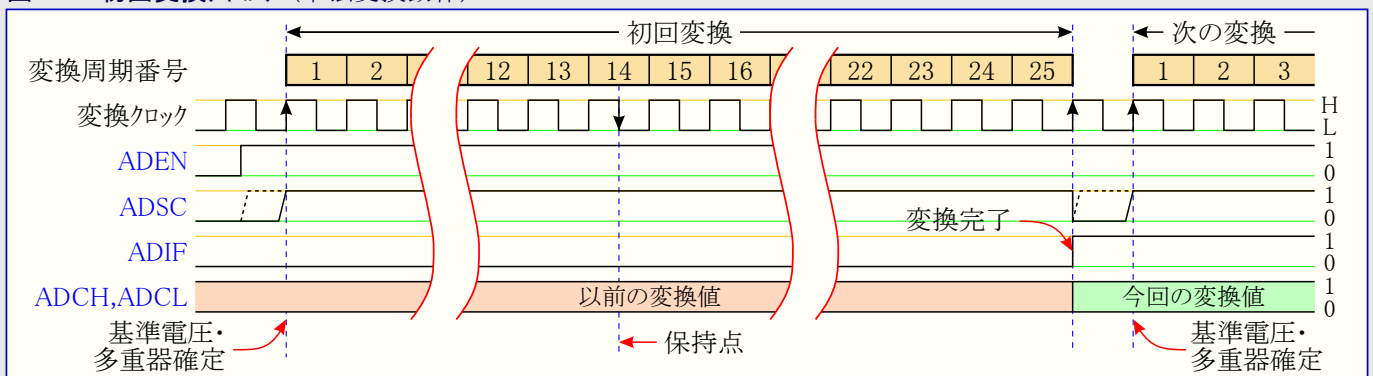 初回変換
次の変換
変換周期番号 1 2 12 13 14 15 16 22 23 24 25 1 2 3
変換クロック H L
ADEN 1 0
ADSC 1 0
変換完了
ADIF 1 0
ADCH,ADCL 以前の変換値 今回の変換値 1 0
基準電圧・
多重器確定
保持点
基準電圧・
多重器確定